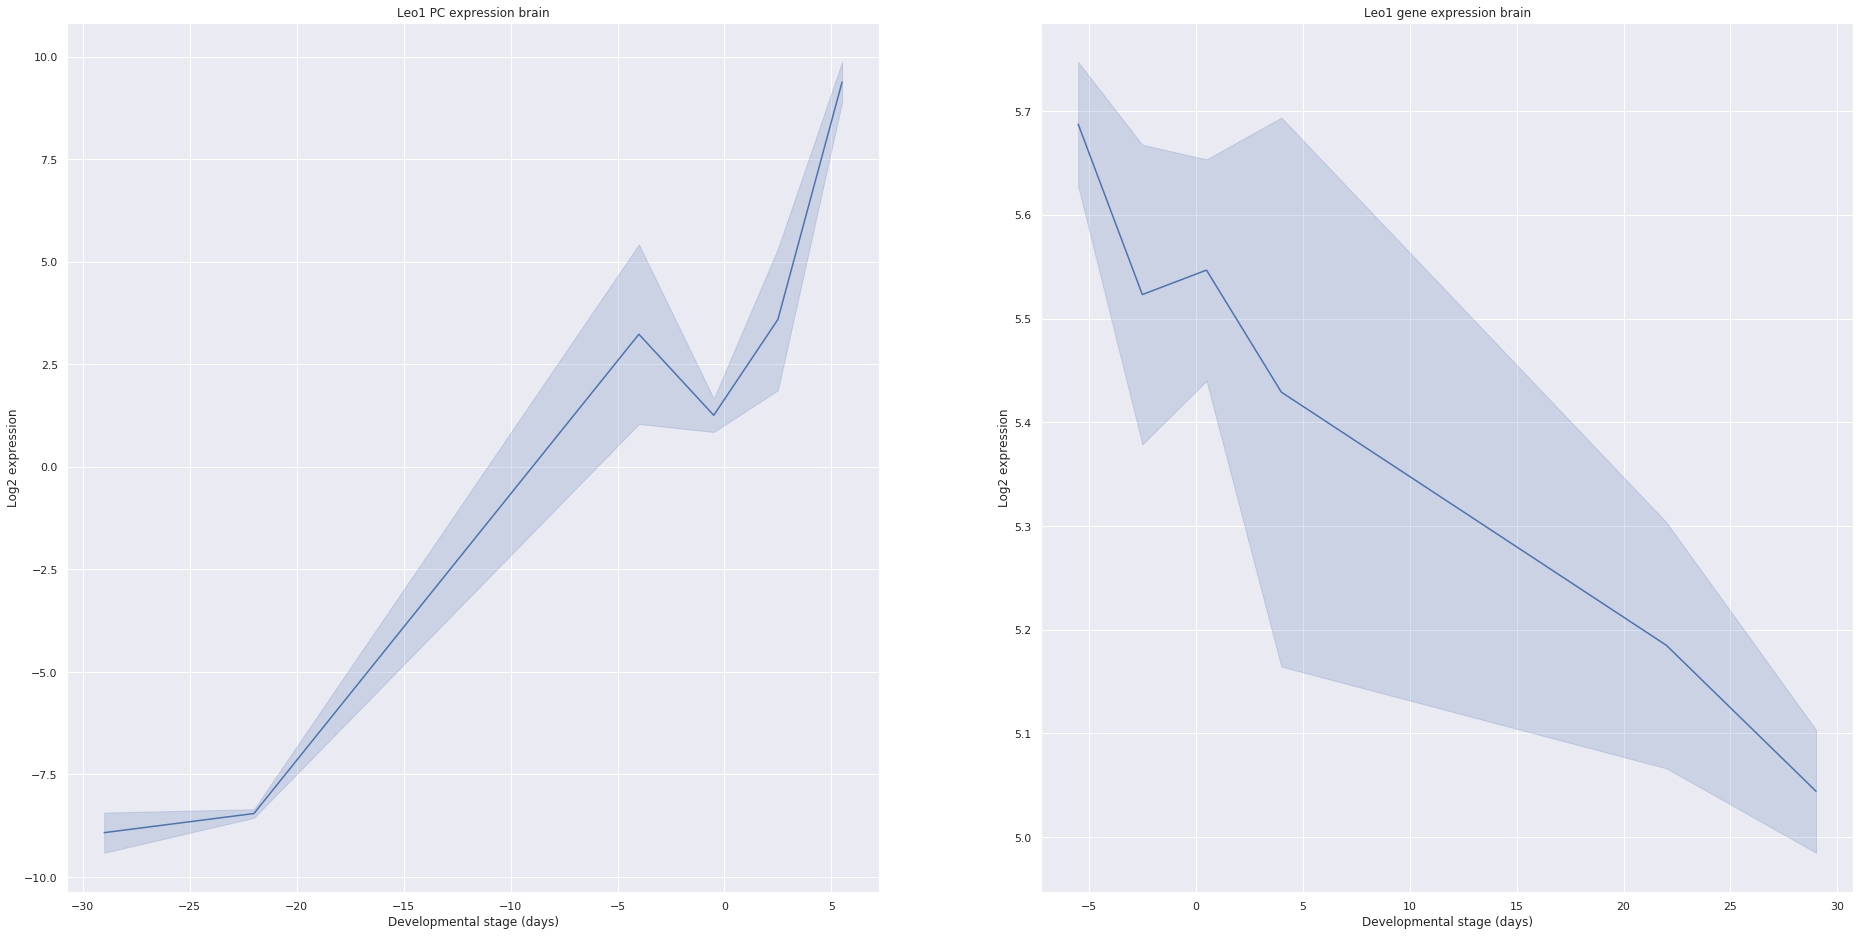 Leo1 PC expression brain
10.0
7.5
5.0
2.5
0.0
−2.5
−5.0
−7.5
−10.0
Log2 expression
−30 −25 −20 −15 −10 −5 0 5
Developmental stage (days)
Leo1 gene expression brain
5.7
5.6
5.5
5.4
5.3
5.2
5.1
5.0
Log2 expression
−5 0 5 10 15 20 25 30
Developmental stage (days)